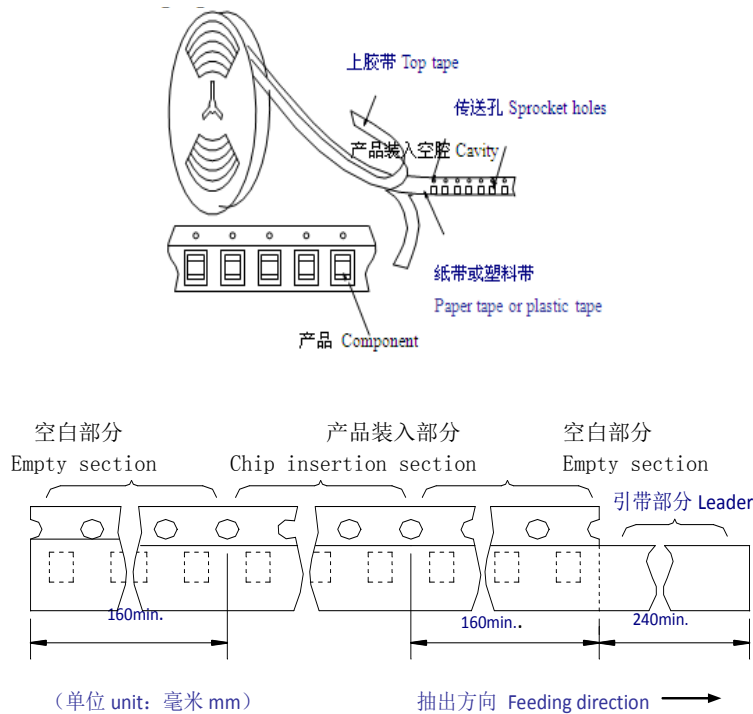 上胶带 Top tape
传送孔 Sprocket holes
产品装入空腔 Cavity
纸带或塑料带
Paper tape or plastic tape
产品 Component
空白部分 产品装入部分 空白部分
Empty section Chip insertion section Empty section
引带部分 Leader
160min. 160min.. 240min.
（单位 unit: 毫米 mm） 抽出方向 Feeding direction